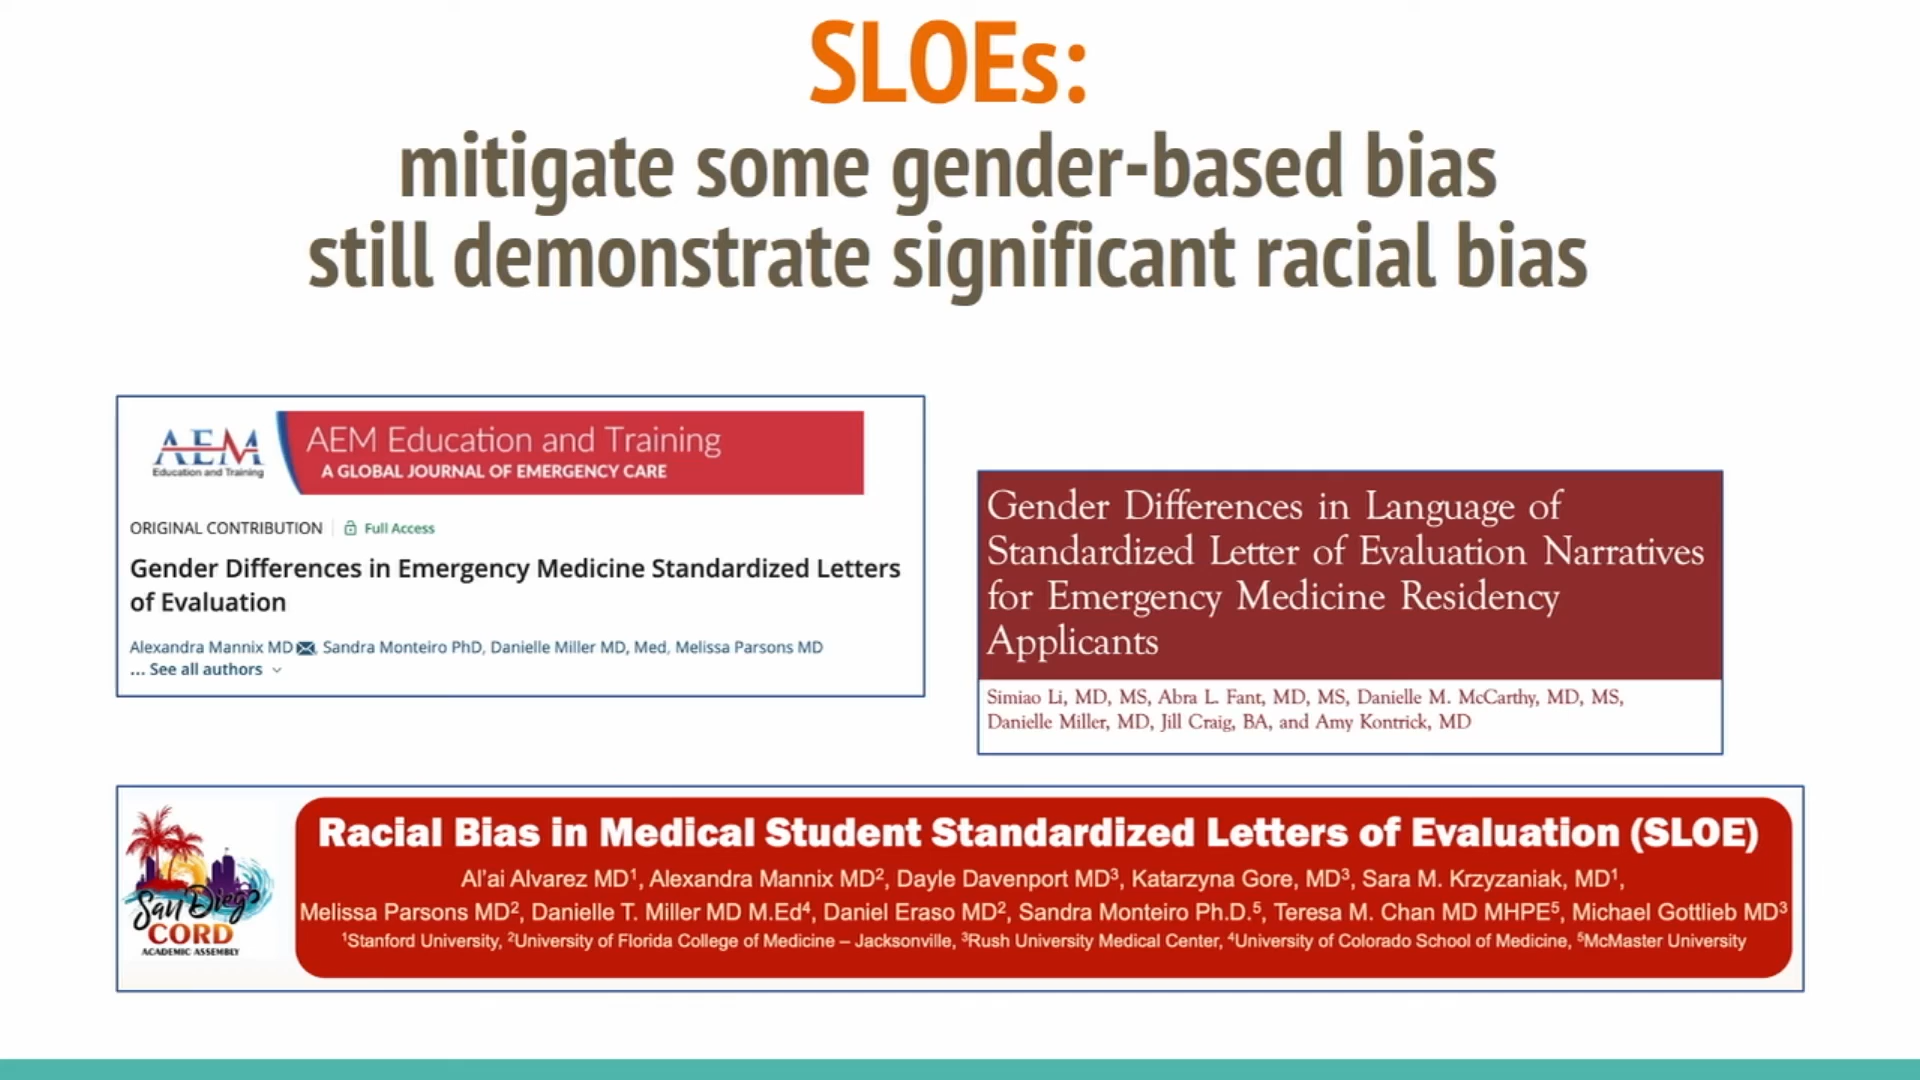 SLOEs:
mitigate some gender-based bias
still demonstrate significant racial bias
AEM
Education and Training
AEM Education and Training
A GLOBAL JOURNAL OF EMERGENCY CARE
ORIGINAL CONTRIBUTION Full Access
Gender Differences in Emergency Medicine Standardized Letters
of Evaluation
Alexandra Mannix MD, Sandra Monteiro PhD, Danielle Miller MD, Med, Melissa Parsons MD
... See all authors
Gender Differences in Language of
Standardized Letter of Evaluation Narratives
for Emergency Medicine Residency
Applicants
Simiao Li, MD, MS, Abra L. Fant, MD, MS, Danielle M. McCarthy, MD, MS,
Danielle Miller, MD, Jill Craig, BA, and Amy Kontrick, MD
San Diego
CORD
ACADEMIC ASSEMBLY
Racial Bias in Medical Student Standardized Letters of Evaluation (SLOE)
Al'ai Alvarez MD¹, Alexandra Mannix MD², Dayle Davenport MD³, Katarzyna Gore, MD³, Sara M. Krzyzaniak, MD¹,
Melissa Parsons MD², Danielle T. Miller MD M.Ed⁴, Daniel Eraso MD², Sandra Monteiro Ph.D.⁵, Teresa M. Chan MD MHPE⁵, Michael Gottlieb MD³
¹Stanford University, ²University of Florida College of Medicine – Jacksonville, ³Rush University Medical Center, ⁴University of Colorado School of Medicine, ⁵McMaster University